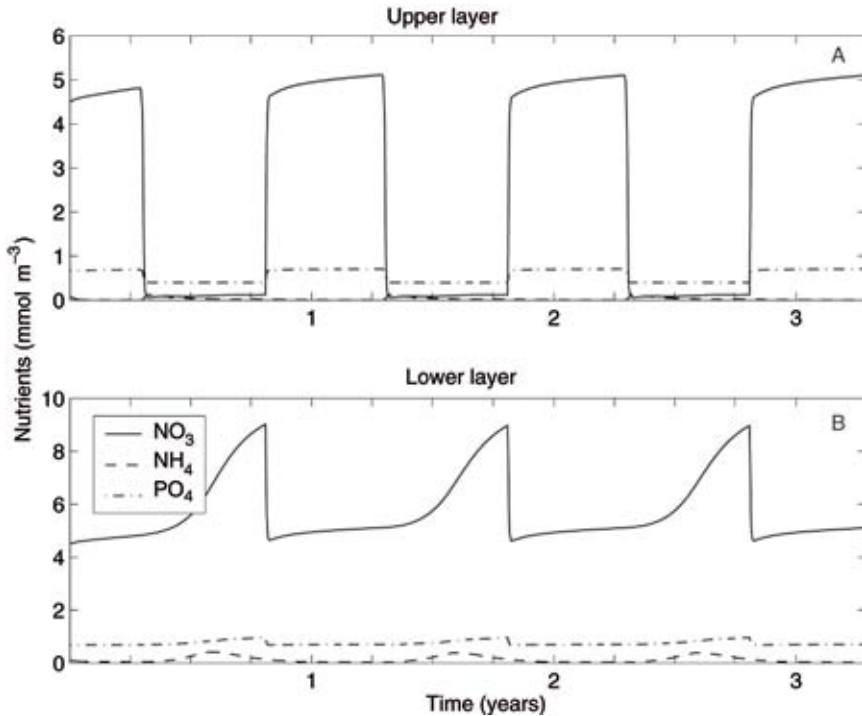 Upper layer
A
6
5
4
3
2
1
0
1 2 3
Nutrients (mmol m⁻³)
Lower layer
B
10
8
6
4
2
0
NO₃
NH₄
PO₄
1 2 3
Time (years)